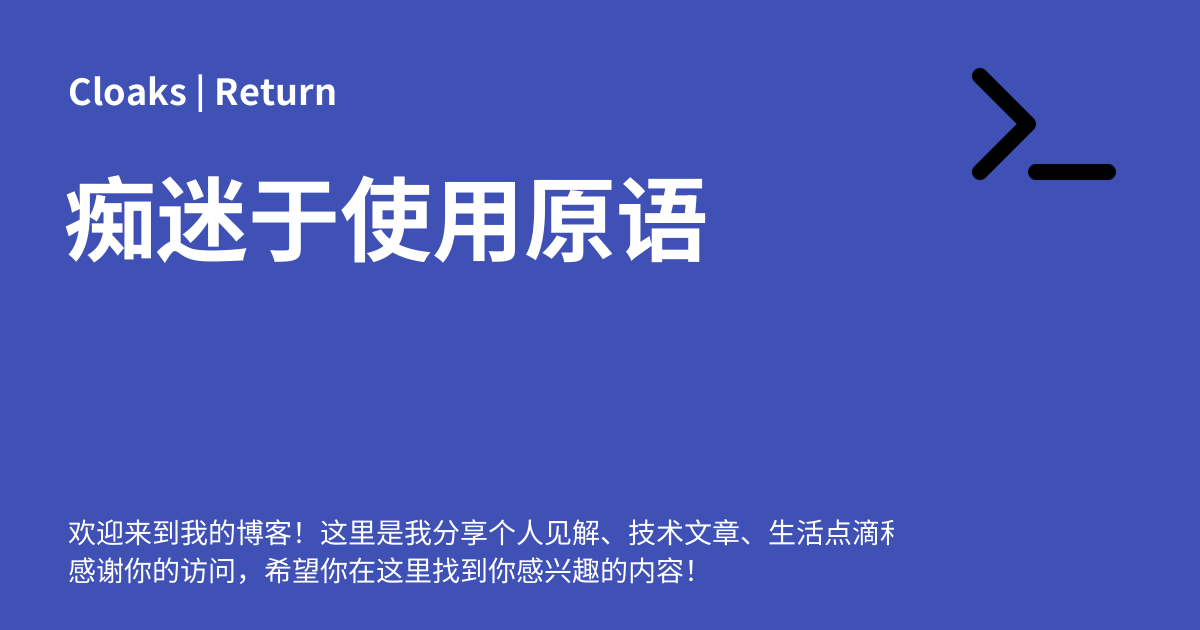 Cloaks | Return
痴迷于使用原语
欢迎来到我的博客！这里是我分享个人见解、技术文章、生活点滴
感谢你的访问，希望你在这里找到你感兴趣的内容！